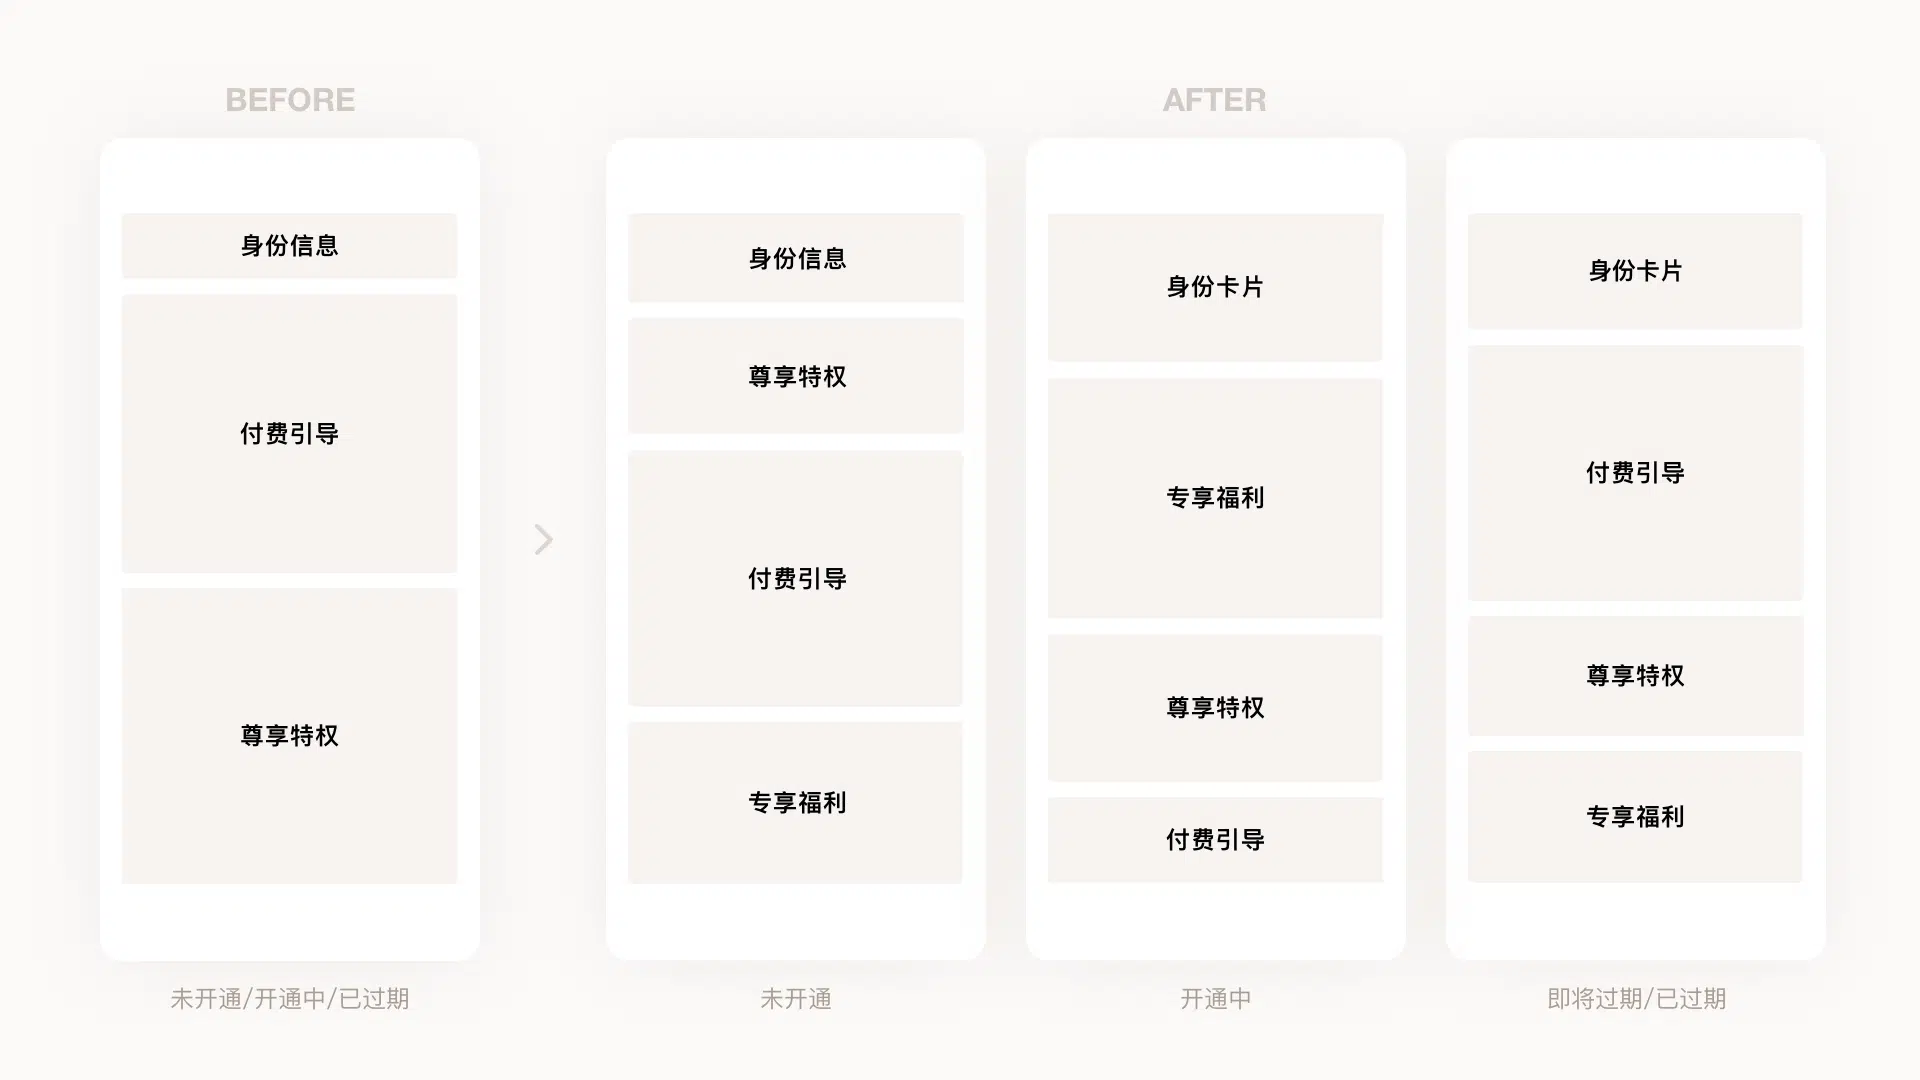 BEFORE
身份信息
付费引导
尊享特权
未开通/开通中/已过期
AFTER
身份信息
尊享特权
付费引导
专享福利
未开通
身份卡片
专享福利
尊享特权
付费引导
开通中
身份卡片
付费引导
尊享特权
专享福利
即将过期/已过期